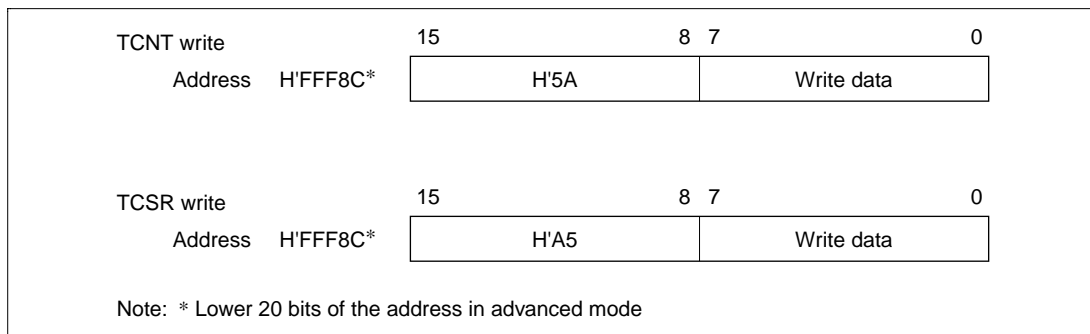 TCNT write 15 8 7 0
Address H'FFF8C* H'5A Write data
TCSR write 15 8 7 0
Address H'FFF8C* H'A5 Write data
Note: * Lower 20 bits of the address in advanced mode